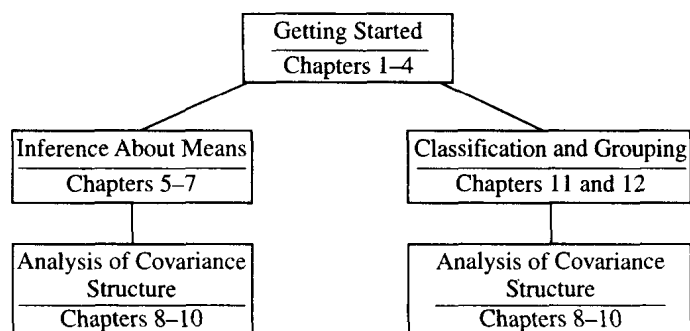 Getting Started
Chapters 1–4
Inference About Means
Chapters 5–7
Classification and Grouping
Chapters 11 and 12
Analysis of Covariance
Structure
Chapters 8–10
Analysis of Covariance
Structure
Chapters 8–10